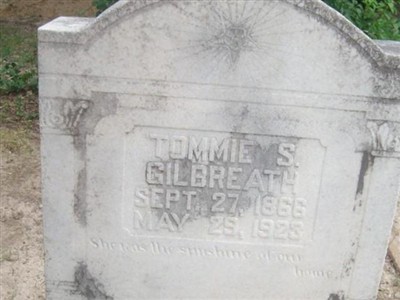 TOMMIE S.
GILBREATH
SEPT. 27, 1866
MAY 25, 1923
She was the sunshine of our
home.